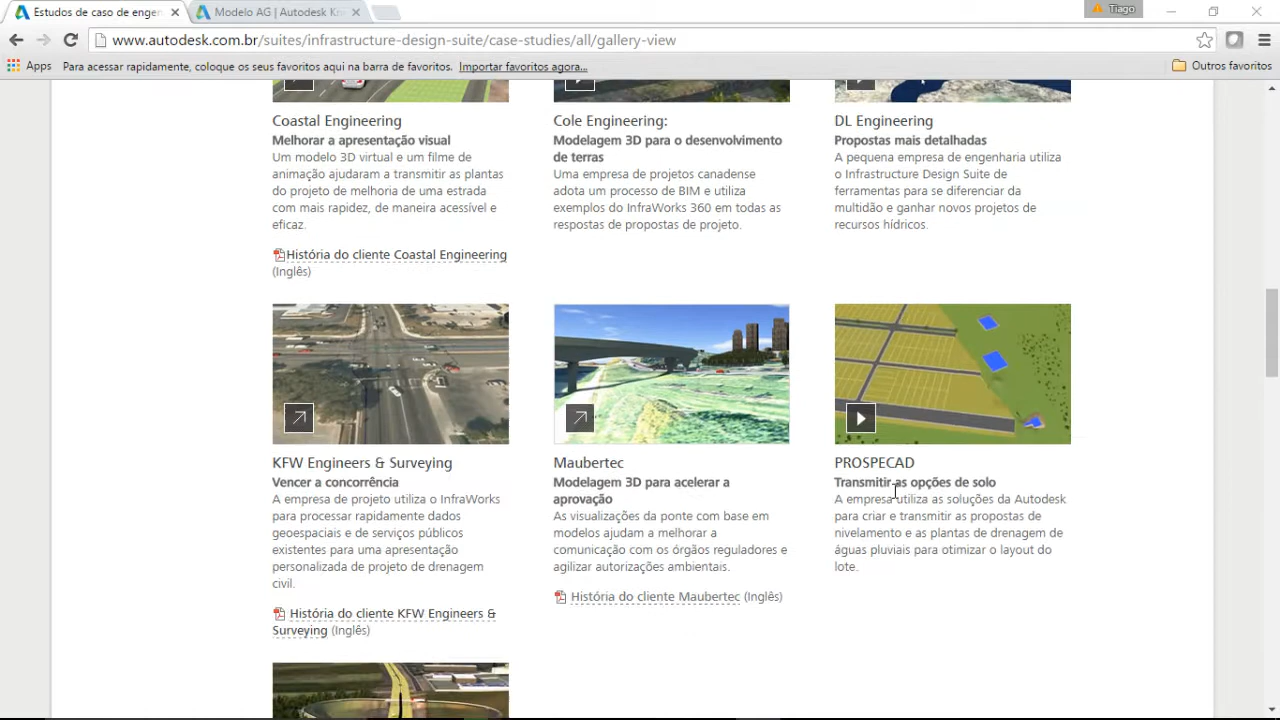 Estudos de caso de engen
Modelo AG | Autodesk Kn
Tiago
www.autodesk.com.br/suites/infrastructure-design-suite/case-studies/all/gallery-view
Apps Para acessar rapidamente, coloque os seus favoritos aqui na barra de favoritos. Importar favoritos agora... Outros favoritos
Coastal Engineering
Melhorar a apresentação visual
Um modelo 3D virtual e um filme de
animação ajudaram a transmitir as plantas
do projeto de melhoria de uma estrada
com mais rapidez, de maneira acessível e
eficaz.
História do cliente Coastal Engineering
(Inglês)
Cole Engineering:
Modelagem 3D para o desenvolvimento
de terras
Uma empresa de projetos canadense
adota um processo de BIM e utiliza
exemplos do InfraWorks 360 em todas as
respostas de propostas de projeto.
DL Engineering
Propostas mais detalhadas
A pequena empresa de engenharia utiliza
o Infrastructure Design Suite de
ferramentas para se diferenciar da
multidão e ganhar novos projetos de
recursos hídricos.
KFW Engineers & Surveying
Vencer a concorrência
A empresa de projeto utiliza o InfraWorks
para processar rapidamente dados
geoespaciais e de serviços públicos
existentes para uma apresentação
personalizada de projeto de drenagem
civil.
História do cliente KFW Engineers &
Surveying (Inglês)
Maubertec
Modelagem 3D para acelerar a
aprovação
As visualizações da ponte com base em
modelos ajudam a melhorar a
comunicação com os órgãos reguladores e
agilizar autorizações ambientais.
História do cliente Maubertec (Inglês)
PROSPECAD
Transmitir as opções de solo
A empresa utiliza as soluções da Autodesk
para criar e transmitir as propostas de
nivelamento e as plantas de drenagem de
águas pluviais para otimizar o layout do
lote.